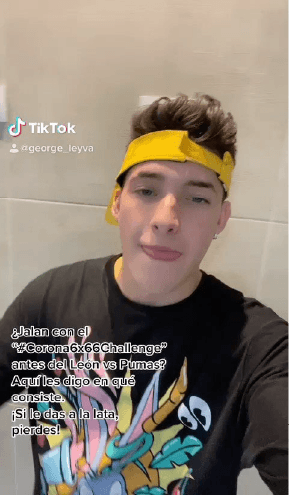 TikTok
@george_leyva
¿Jalan con el
"#Corona6x66Challenge"
antes del León vs Pumas?
Aquí les digo en qué
consiste.
¡Si le das a la lata,
pierdes!